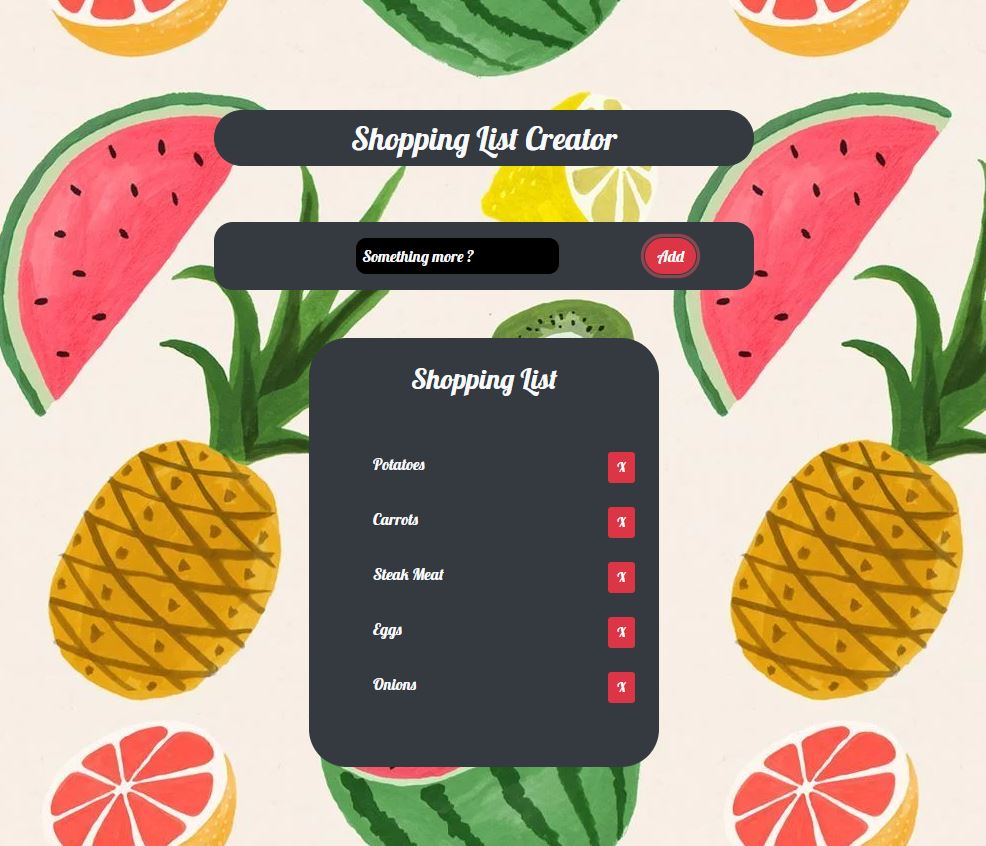 Shopping List Creator
Something more ? Add
Shopping List
Potatoes X
Carrots X
Steak Meat X
Eggs X
Onions X